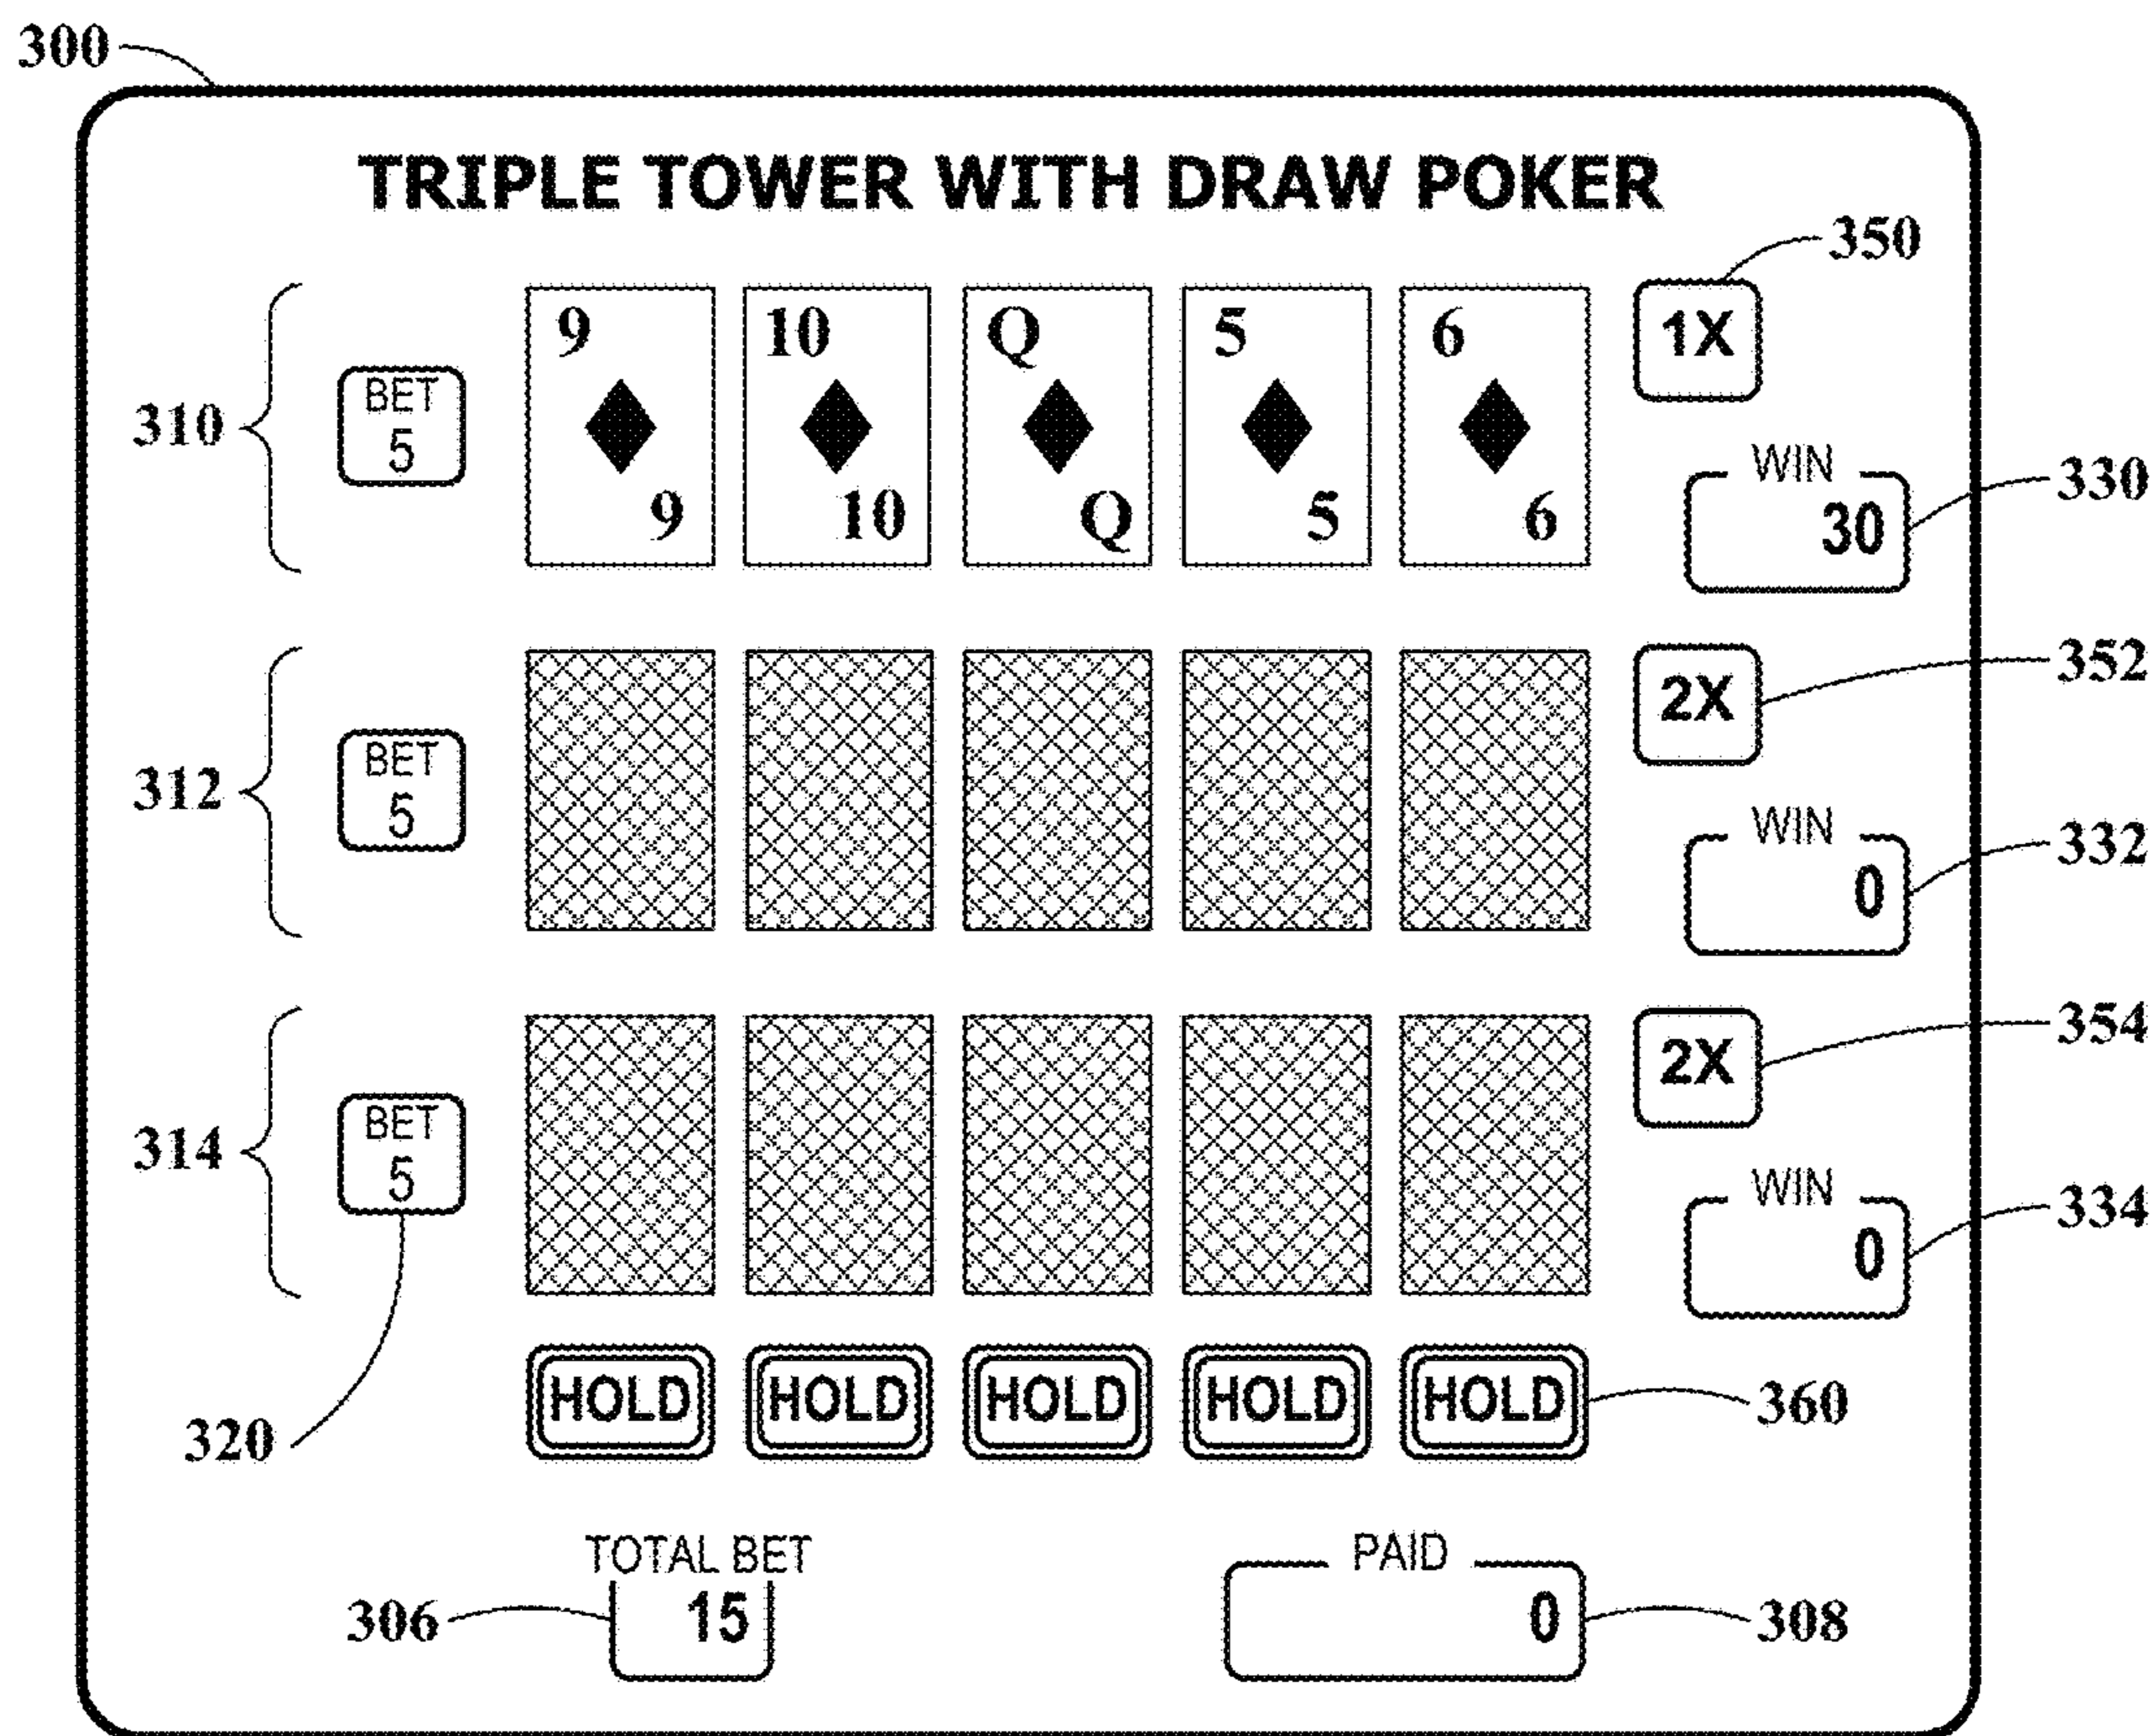 300
TRIPLE TOWER WITH DRAW POKER
350
9 10 Q 5 6 1X
310
BET
5
9 10 Q 5 6
WIN
30
330
352
2X
312
BET
5
WIN
0
332
354
2X
314
BET
5
WIN
0
334
320
HOLD HOLD HOLD HOLD HOLD
360
TOTAL BET
15
306
PAID
0
308